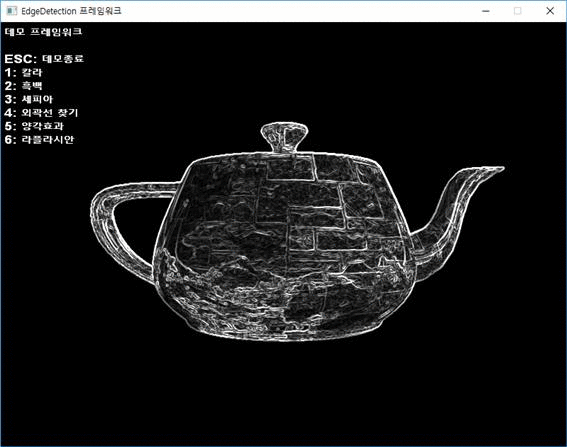 EdgeDetection 프레임워크
데모 프레임워크
ESC: 데모종료
1: 칼라
2: 흑백
3: 세피아
4: 외곽선 찾기
5: 양각효과
6: 라플라시안